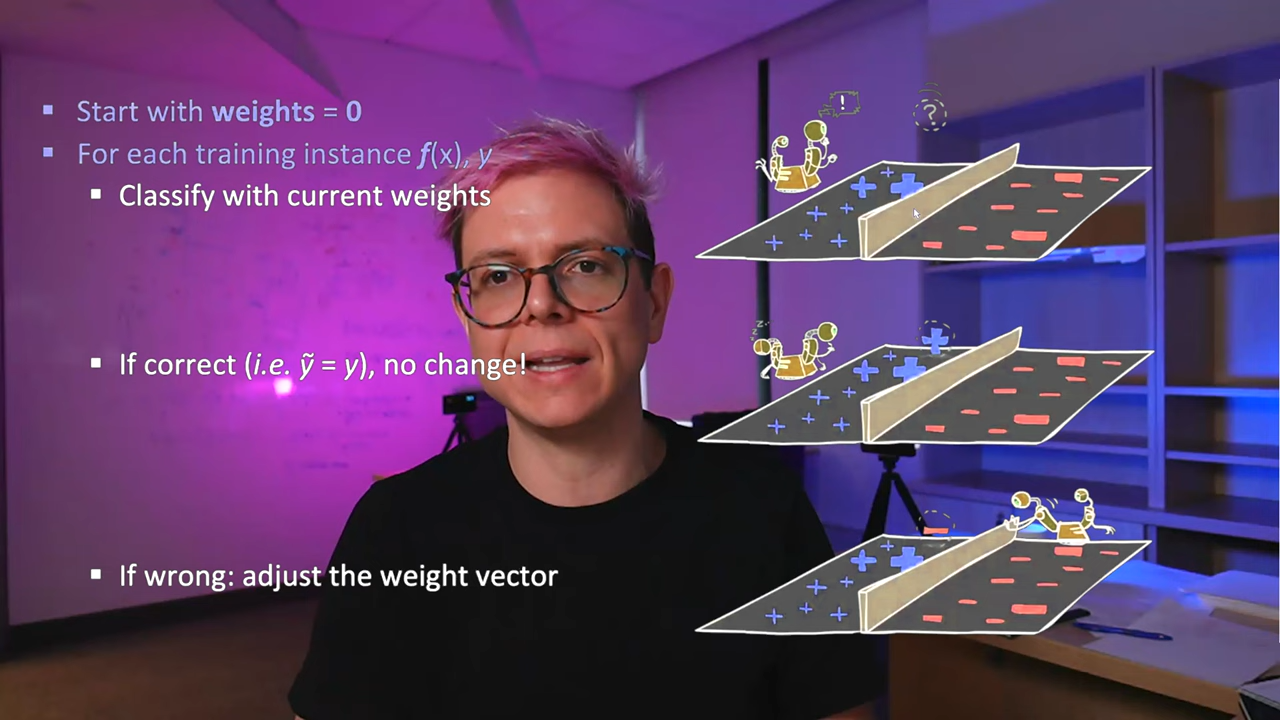 ▪ Start with weights = 0
▪ For each training instance f(x), y
▪ Classify with current weights
!
?
▪ If correct (i.e. ỹ = y), no change!
z z z
▪ If wrong: adjust the weight vector